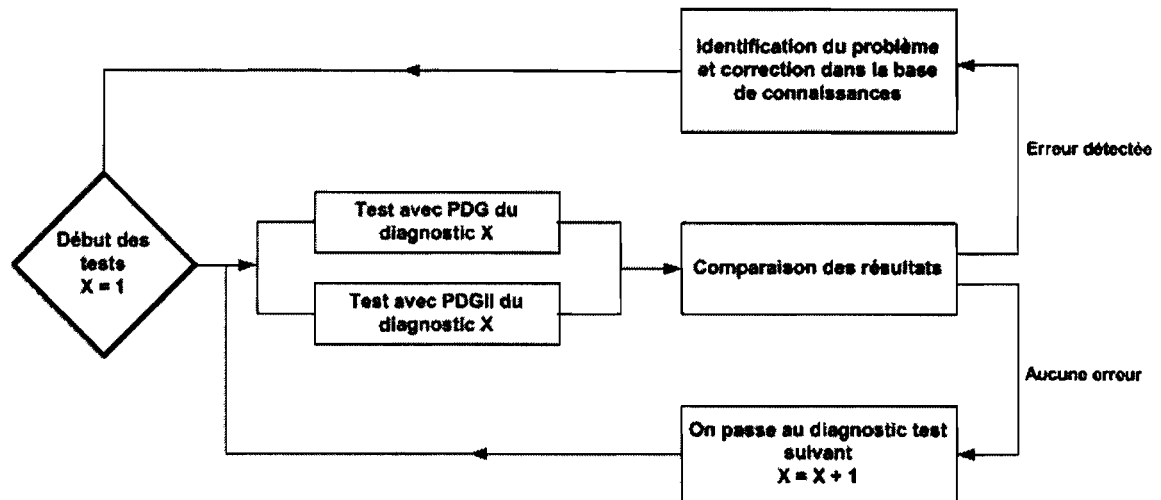 Identification du problème
et correction dans la base
de connaissances
Erreur détectée
Début des
tests
X = 1
Test avec PDG du
diagnostic X
Test avec PDGII du
diagnostic X
Comparaison des résultats
Aucune erreur
On passe au diagnostic test
suivant
X = X + 1